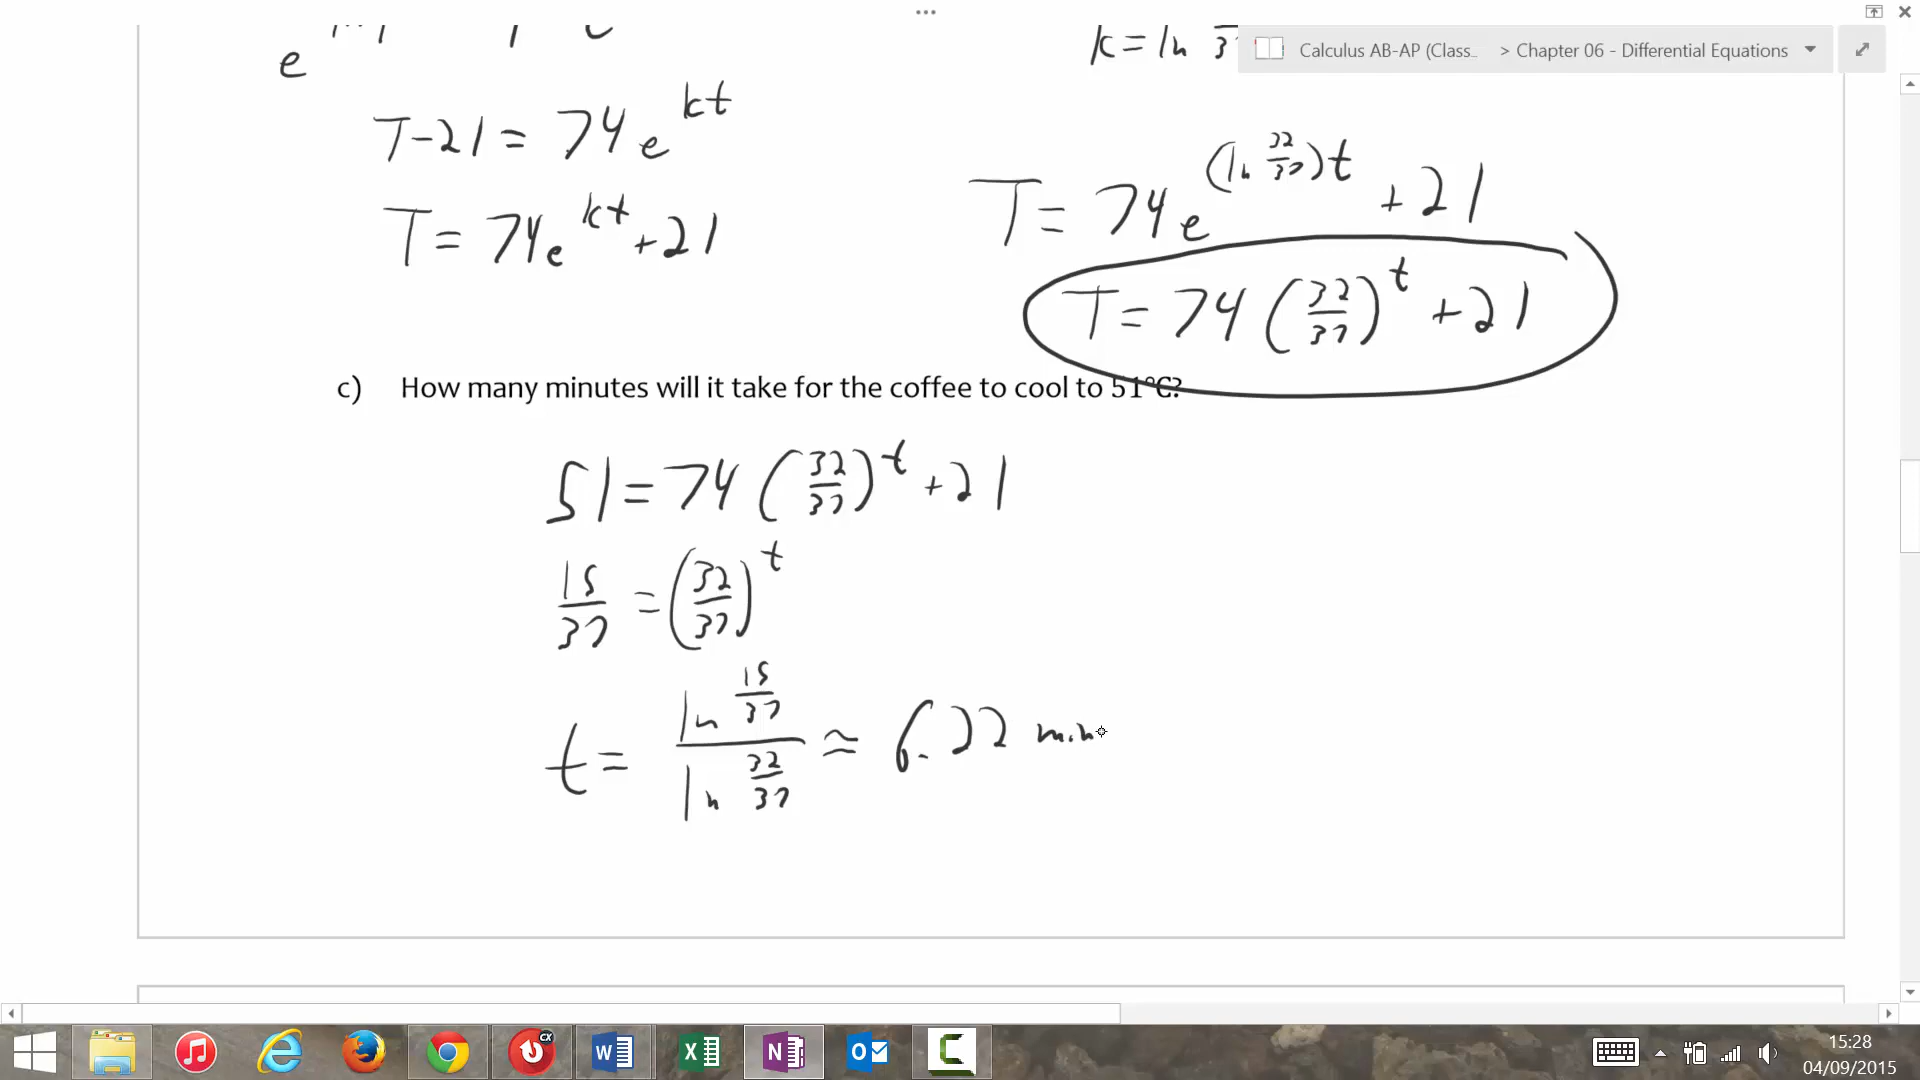 Calculus AB-AP (Class... > Chapter 06 - Differential Equations
e
k = ln
T-21 = 74e^{kt}
T = 74e^{kt} + 21
T = 74e^{(ln 32/37)t} + 21
T = 74(32/37)^t + 21
c) How many minutes will it take for the coffee to cool to 51°C?
51 = 74(32/37)^t + 21
15/37 = (32/37)^t
t = ln 15/37 / ln 32/37 ≈ 6.22 min
15:28
04/09/2015